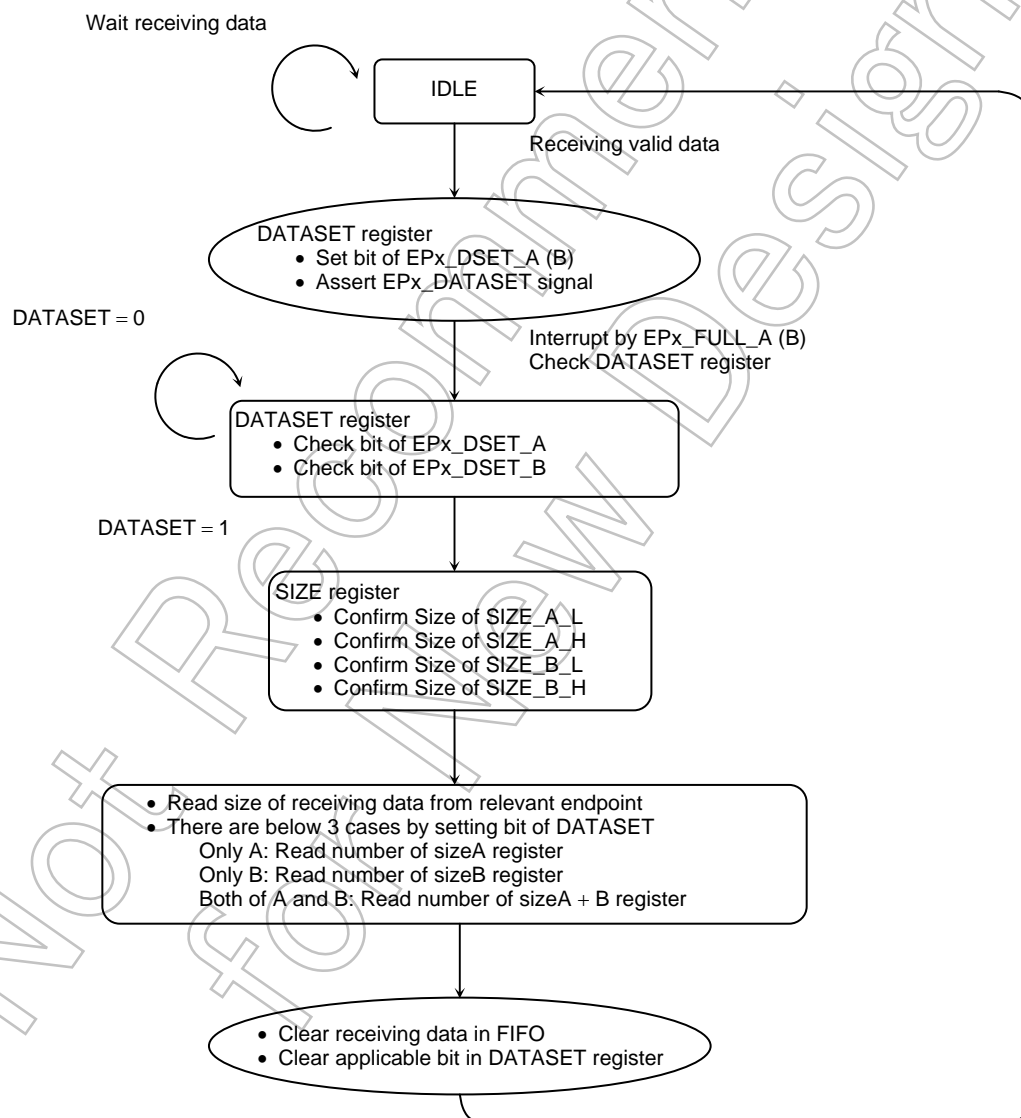 Wait receiving data
IDLE
Receiving valid data
DATASET register
• Set bit of EPx_DSET_A (B)
• Assert EPx_DATASET signal
DATASET = 0
Interrupt by EPx_FULL_A (B)
Check DATASET register
DATASET register
• Check bit of EPx_DSET_A
• Check bit of EPx_DSET_B
DATASET = 1
SIZE register
• Confirm Size of SIZE_A_L
• Confirm Size of SIZE_A_H
• Confirm Size of SIZE_B_L
• Confirm Size of SIZE_B_H
• Read size of receiving data from relevant endpoint
• There are below 3 cases by setting bit of DATASET
Only A: Read number of sizeA register
Only B: Read number of sizeB register
Both of A and B: Read number of sizeA + B register
• Clear receiving data in FIFO
• Clear applicable bit in DATASET register
Not Recommen
for New Design